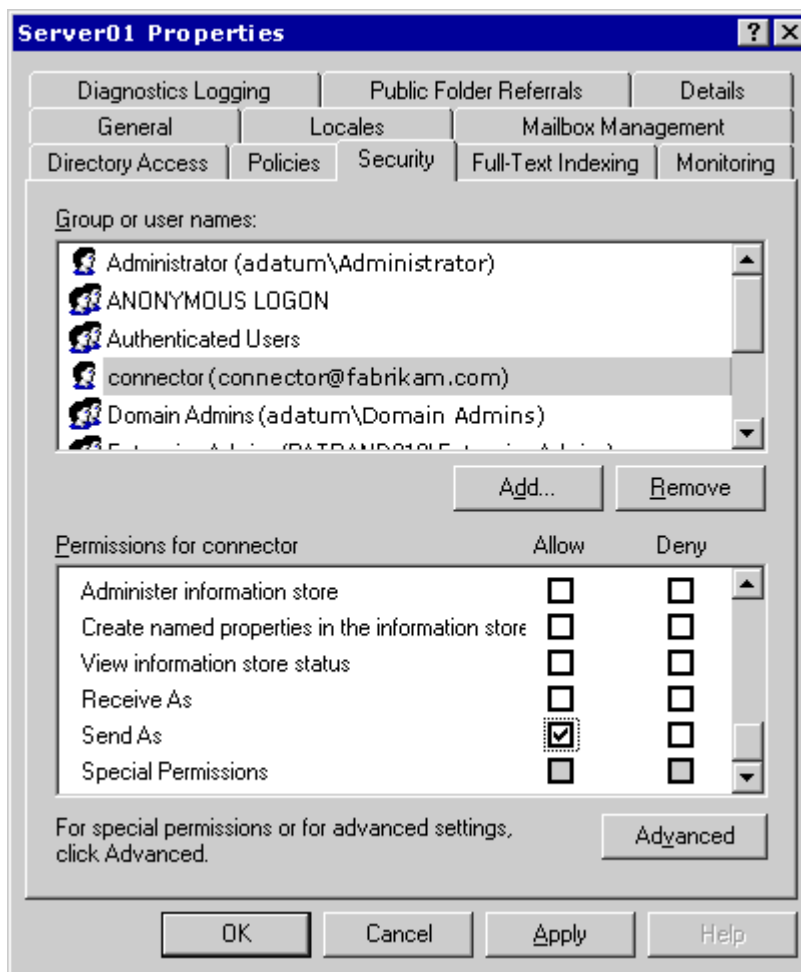 Server01 Properties
Diagnostics Logging Public Folder Referrals Details
General Locales Mailbox Management
Directory Access Policies Security Full-Text Indexing Monitoring
Group or user names:
Administrator (adatum\Administrator)
ANONYMOUS LOGON
Authenticated Users
connector (connector@fabrikam.com)
Domain Admins (adatum\Domain Admins)
Add... Remove
Permissions for connector Allow Deny
Administer information store
Create named properties in the information store
View information store status
Receive As
Send As
Special Permissions
For special permissions or for advanced settings,
click Advanced.
Advanced
OK Cancel Apply Help